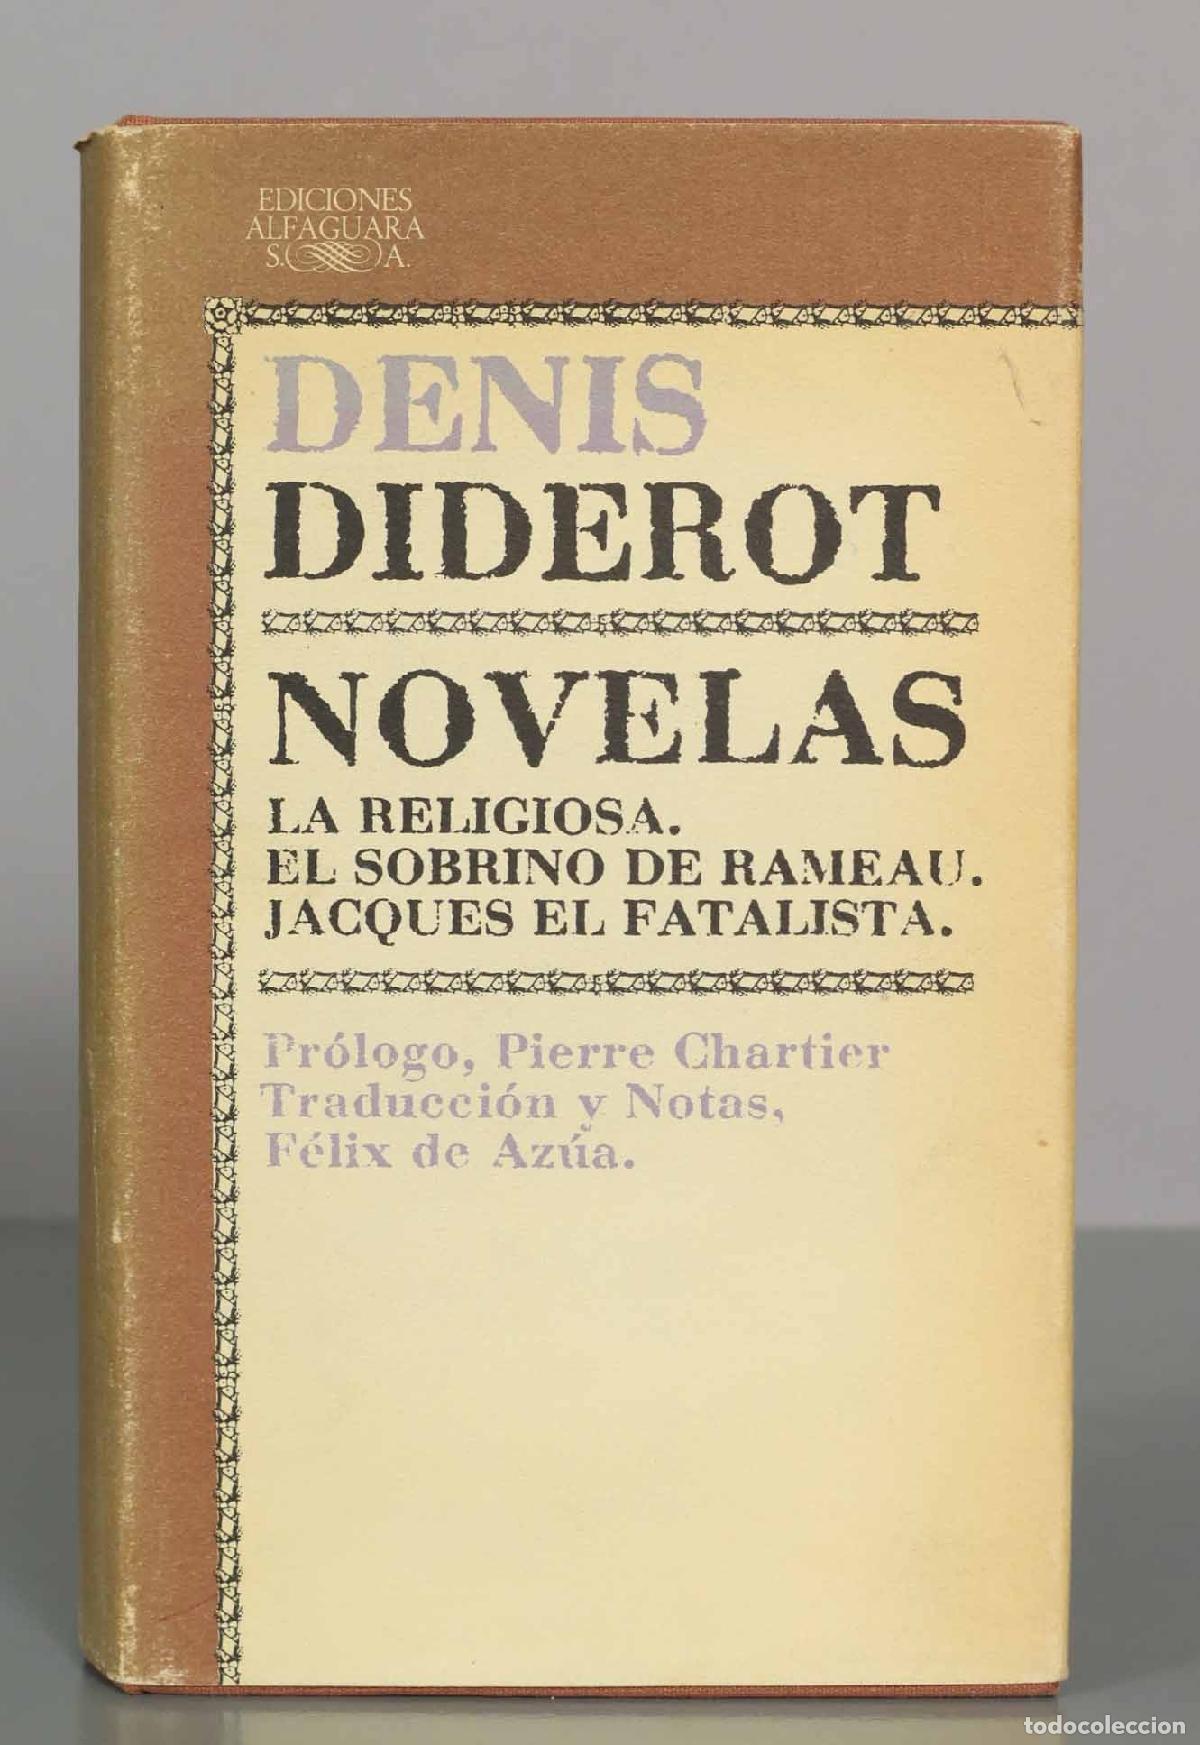 EDICIONES
ALFAGUARA
S. A.
DENIS
DIDEROT
NOVELAS
LA RELIGIOSA.
EL SOBRINO DE RAMEAU.
JACQUES EL FATALISTA.
Prólogo, Pierre Chartier
Traducción y Notas,
Félix de Azúa.
todocoleccion